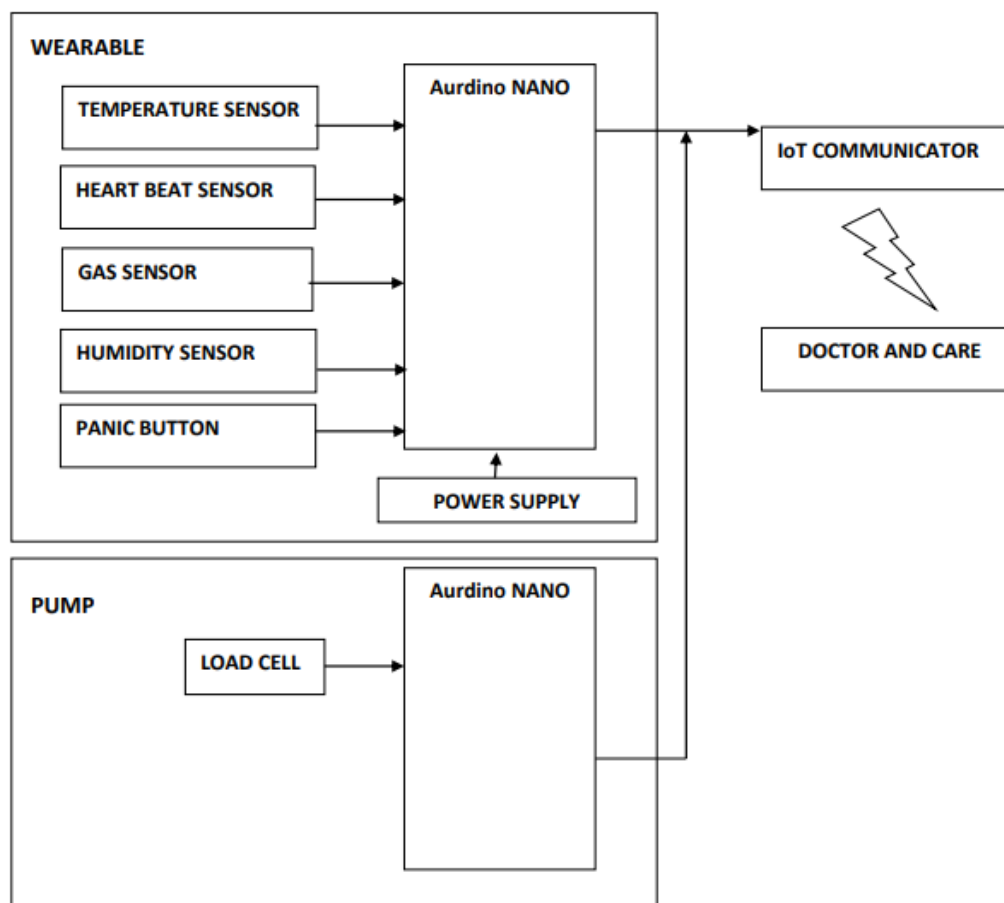 WEARABLE
Aurdino NANO
TEMPERATURE SENSOR
HEART BEAT SENSOR
GAS SENSOR
HUMIDITY SENSOR
PANIC BUTTON
POWER SUPPLY
IoT COMMUNICATOR
DOCTOR AND CARE
PUMP
Aurdino NANO
LOAD CELL